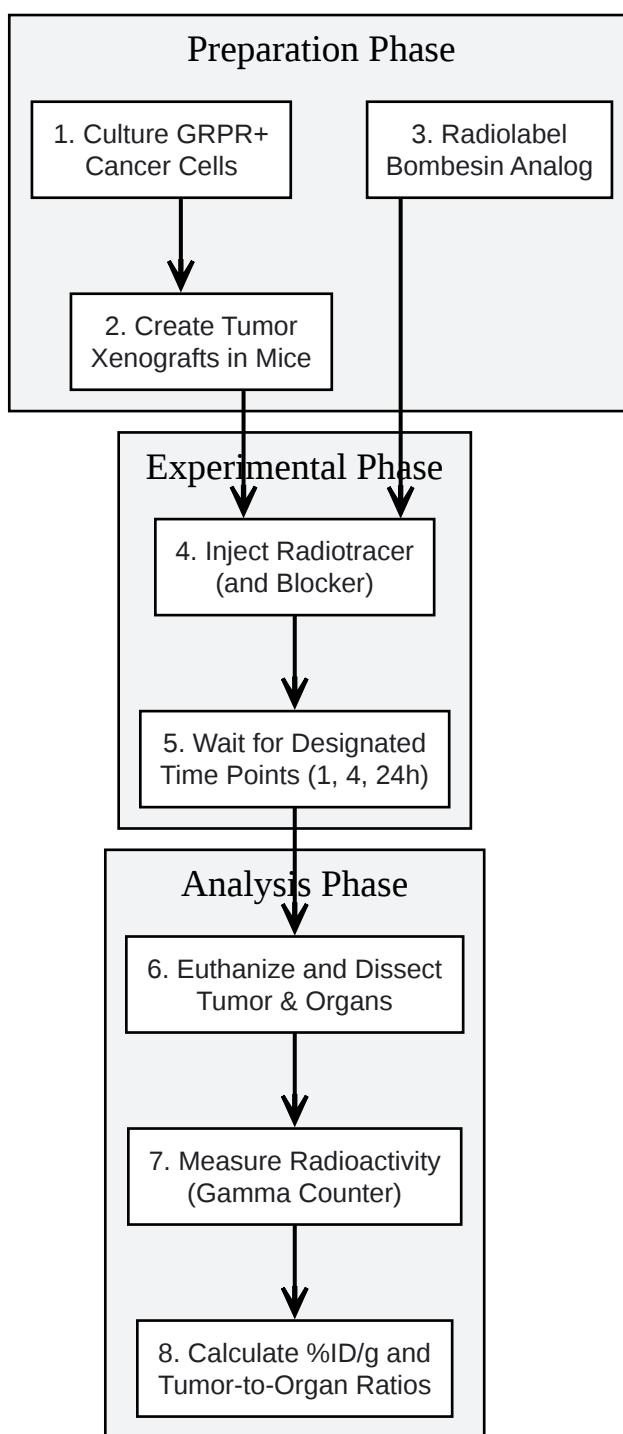 Preparation Phase
1. Culture GRPR+
Cancer Cells
3. Radiolabel
Bombesin Analog
2. Create Tumor
Xenografts in Mice
Experimental Phase
4. Inject Radiotracer
(and Blocker)
5. Wait for Designated
Time Points (1, 4, 24h)
Analysis Phase
6. Euthanize and Dissect
Tumor & Organs
7. Measure Radioactivity
(Gamma Counter)
8. Calculate %ID/g and
Tumor-to-Organ Ratios